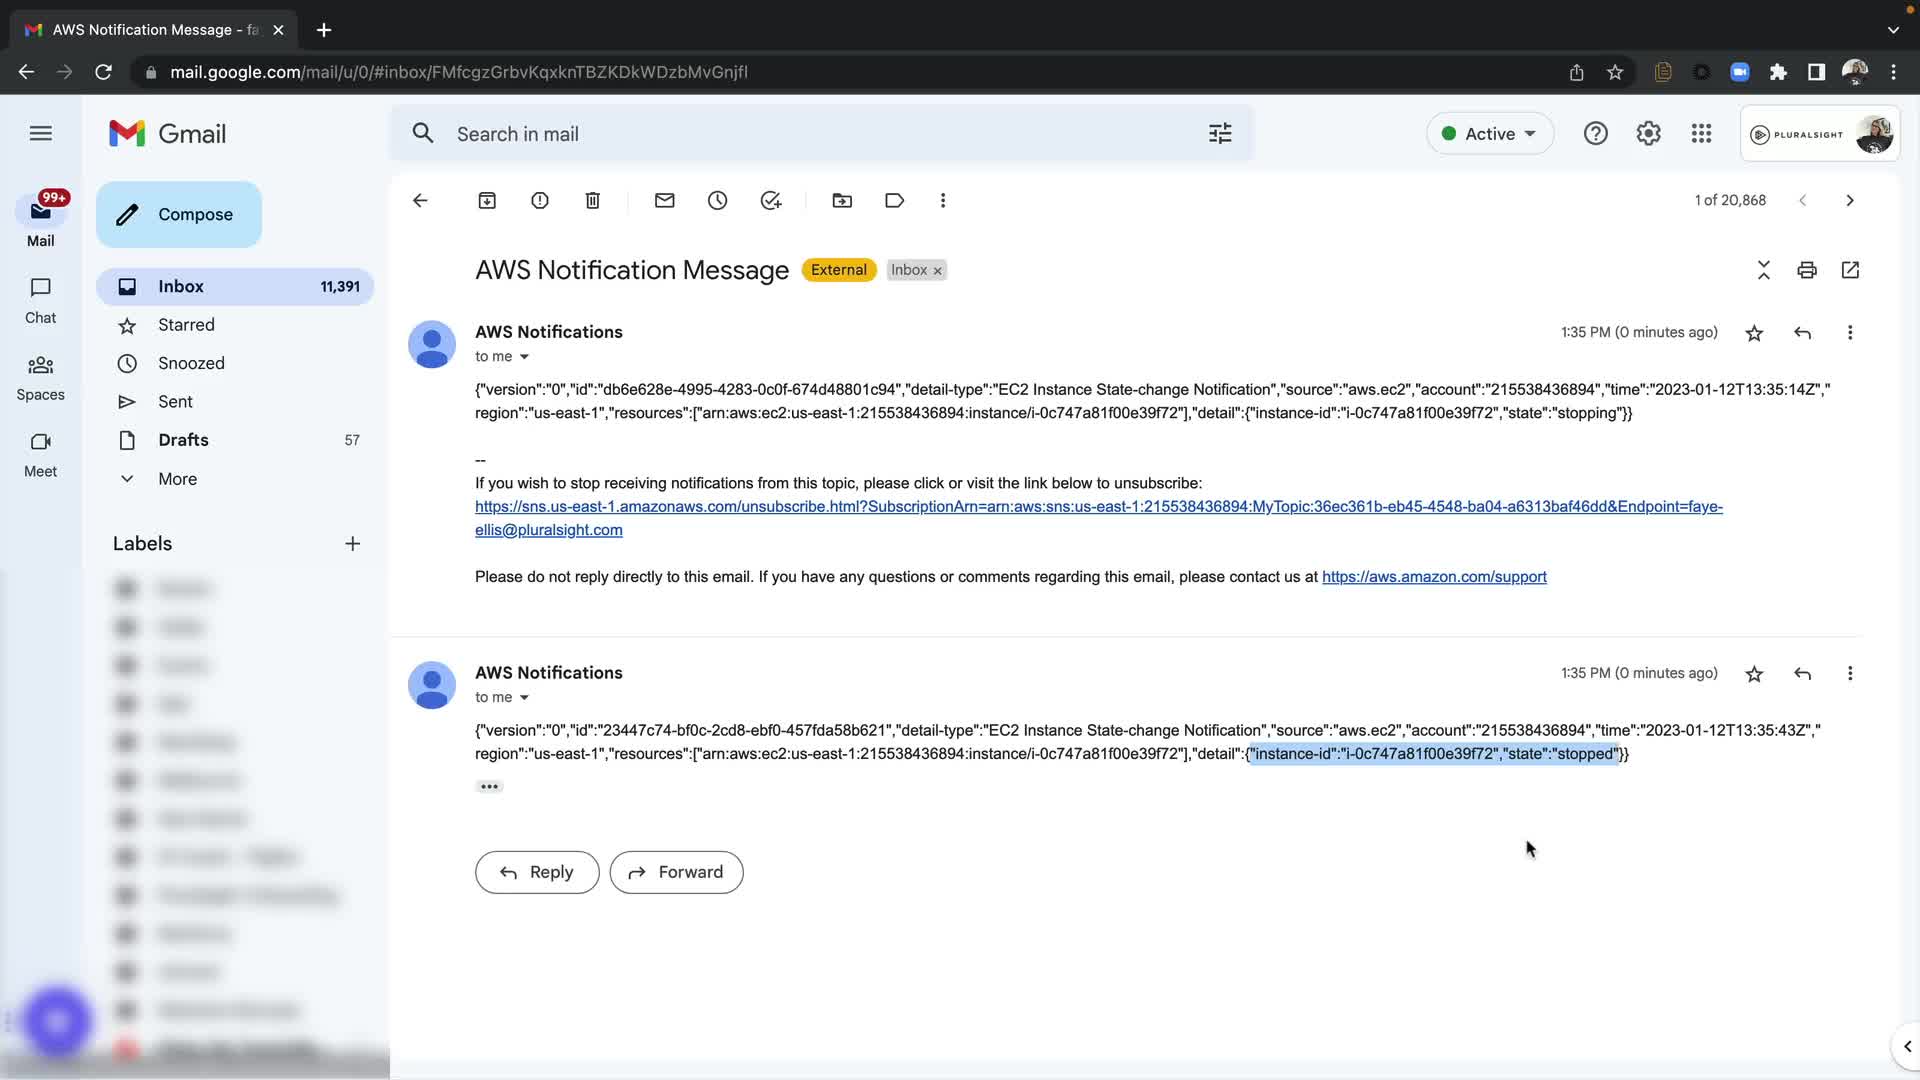 AWS Notification Message - fa
mail.google.com/mail/u/0/#inbox/FMfcgzGrbvKqxknTBZKDkWDzbMvGnjfl
Gmail
Search in mail
Active
PLURALSIGHT
99+
Mail
Compose
1 of 20,868
Inbox 11,391
Chat
Starred
Snoozed
Spaces
Sent
Drafts 57
Meet
More
Labels
AWS Notification Message External Inbox ×
AWS Notifications 1:35 PM (0 minutes ago)
to me
{"version":"0","id":"db6e628e-4995-4283-0c0f-674d48801c94","detail-type":"EC2 Instance State-change Notification","source":"aws.ec2","account":"215538436894","time":"2023-01-12T13:35:14Z","
region":"us-east-1","resources":["arn:aws:ec2:us-east-1:215538436894:instance/i-0c747a81f00e39f72"],"detail":{"instance-id":"i-0c747a81f00e39f72","state":"stopping"}}
--
If you wish to stop receiving notifications from this topic, please click or visit the link below to unsubscribe:
https://sns.us-east-1.amazonaws.com/unsubscribe.html?SubscriptionArn=arn:aws:sns:us-east-1:215538436894:MyTopic:36ec361b-eb45-4548-ba04-a6313baf46dd&Endpoint=faye-
ellis@pluralsight.com
Please do not reply directly to this email. If you have any questions or comments regarding this email, please contact us at https://aws.amazon.com/support
AWS Notifications 1:35 PM (0 minutes ago)
to me
{"version":"0","id":"23447c74-bf0c-2cd8-ebf0-457fda58b621","detail-type":"EC2 Instance State-change Notification","source":"aws.ec2","account":"215538436894","time":"2023-01-12T13:35:43Z","
region":"us-east-1","resources":["arn:aws:ec2:us-east-1:215538436894:instance/i-0c747a81f00e39f72"],"detail":{"instance-id":"i-0c747a81f00e39f72","state":"stopped"}}
Reply
Forward